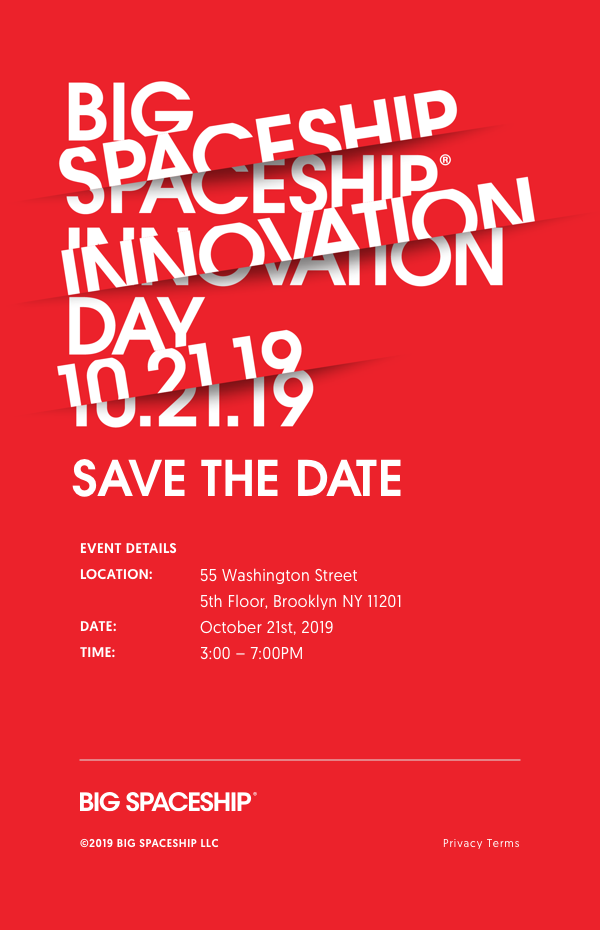 BIG
SPACESHIP®
INNOVATION
DAY
10.21.19
SAVE THE DATE
EVENT DETAILS
LOCATION: 55 Washington Street
5th Floor, Brooklyn NY 11201
DATE: October 21st, 2019
TIME: 3:00 – 7:00PM
BIG SPACESHIP®
©2019 BIG SPACESHIP LLC
Privacy Terms